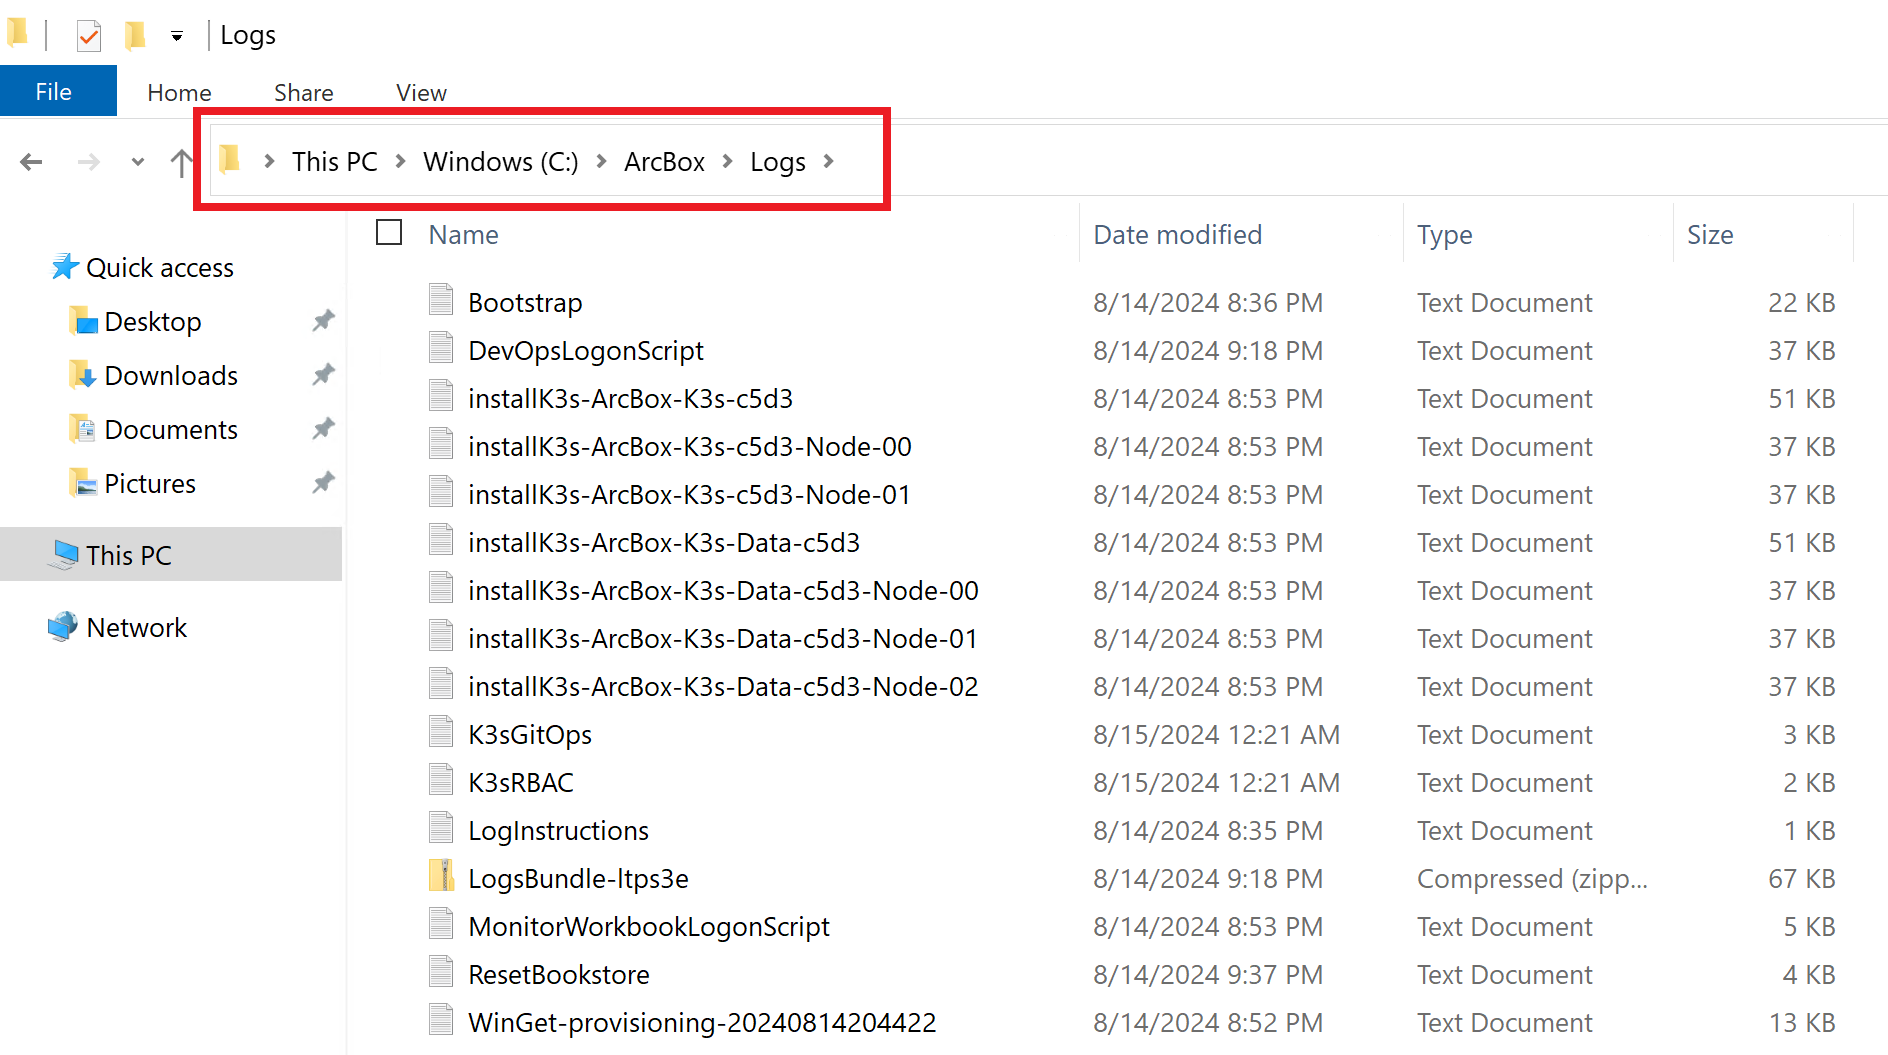 Logs
File Home Share View
This PC Windows (C:) ArcBox Logs
Name Date modified Type Size
Quick access
Desktop
Downloads
Documents
Pictures
This PC
Network
Bootstrap 8/14/2024 8:36 PM Text Document 22 KB
DevOpsLogonScript 8/14/2024 9:18 PM Text Document 37 KB
installK3s-ArcBox-K3s-c5d3 8/14/2024 8:53 PM Text Document 51 KB
installK3s-ArcBox-K3s-c5d3-Node-00 8/14/2024 8:53 PM Text Document 37 KB
installK3s-ArcBox-K3s-c5d3-Node-01 8/14/2024 8:53 PM Text Document 37 KB
installK3s-ArcBox-K3s-Data-c5d3 8/14/2024 8:53 PM Text Document 51 KB
installK3s-ArcBox-K3s-Data-c5d3-Node-00 8/14/2024 8:53 PM Text Document 37 KB
installK3s-ArcBox-K3s-Data-c5d3-Node-01 8/14/2024 8:53 PM Text Document 37 KB
installK3s-ArcBox-K3s-Data-c5d3-Node-02 8/14/2024 8:53 PM Text Document 37 KB
K3sGitOps 8/15/2024 12:21 AM Text Document 3 KB
K3sRBAC 8/15/2024 12:21 AM Text Document 2 KB
LogInstructions 8/14/2024 8:35 PM Text Document 1 KB
LogsBundle-ltps3e 8/14/2024 9:18 PM Compressed (zipp... 67 KB
MonitorWorkbookLogonScript 8/14/2024 8:53 PM Text Document 5 KB
ResetBookstore 8/14/2024 9:37 PM Text Document 4 KB
WinGet-provisioning-20240814204422 8/14/2024 8:52 PM Text Document 13 KB